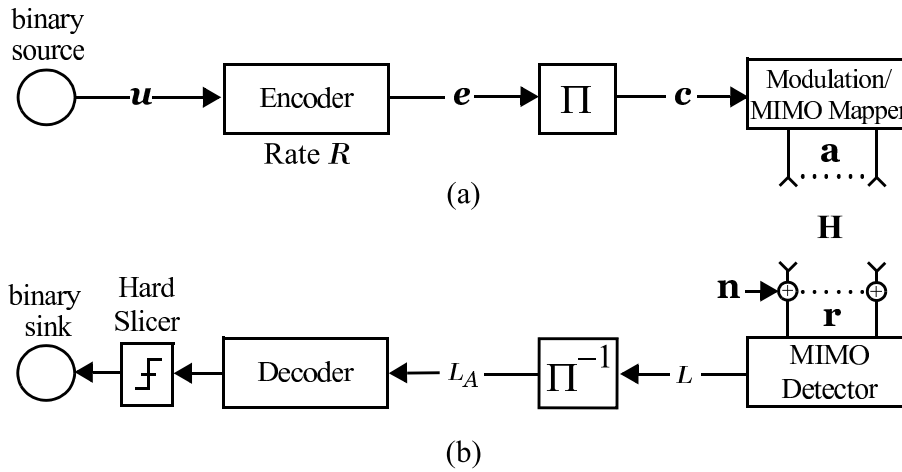 binary
source
u
Encoder
e
Π
c
Modulation/
MIMO Mapper
Rate R
a
(a)
H
binary
sink
Hard
Slicer
n
+
+
r
Decoder
L_A
Π^{-1}
L
MIMO
Detector
(b)